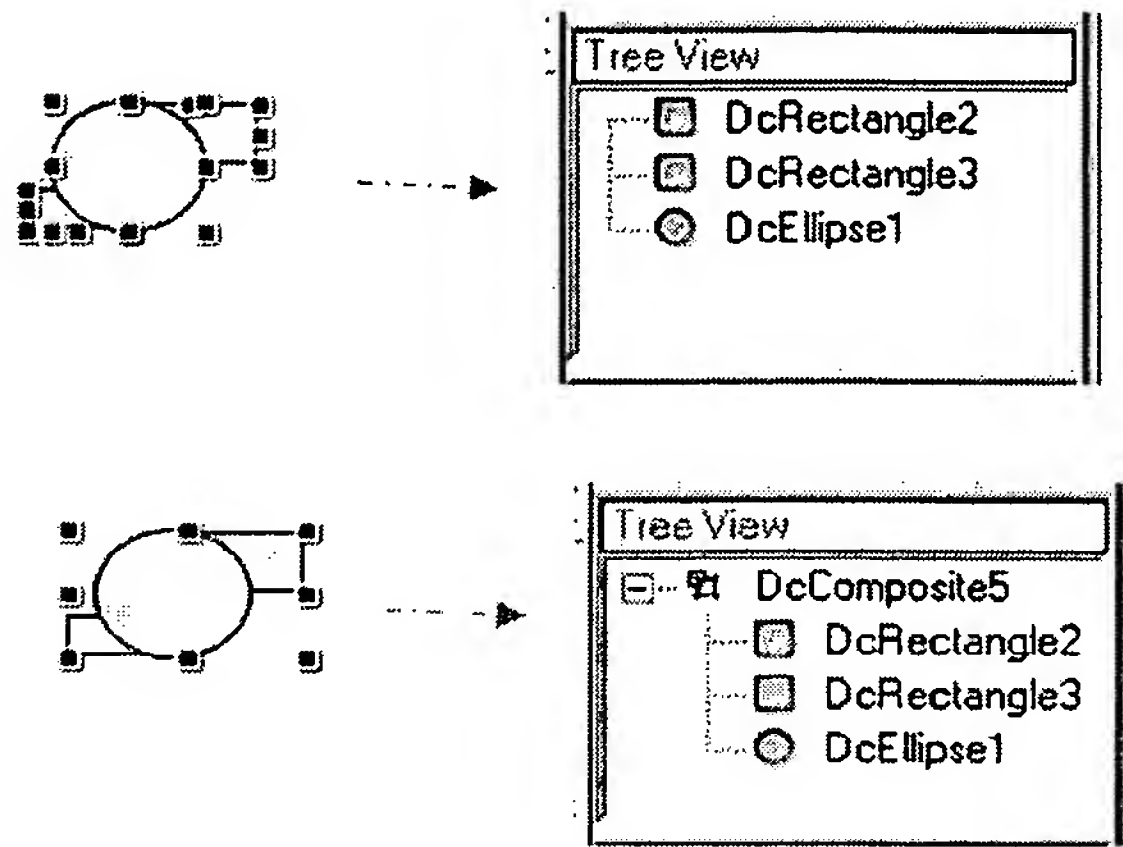 Tree View
DcRectangle2
DcRectangle3
DcEllipse1
Tree View
DcComposite5
DcRectangle2
DcRectangle3
DcEllipse1